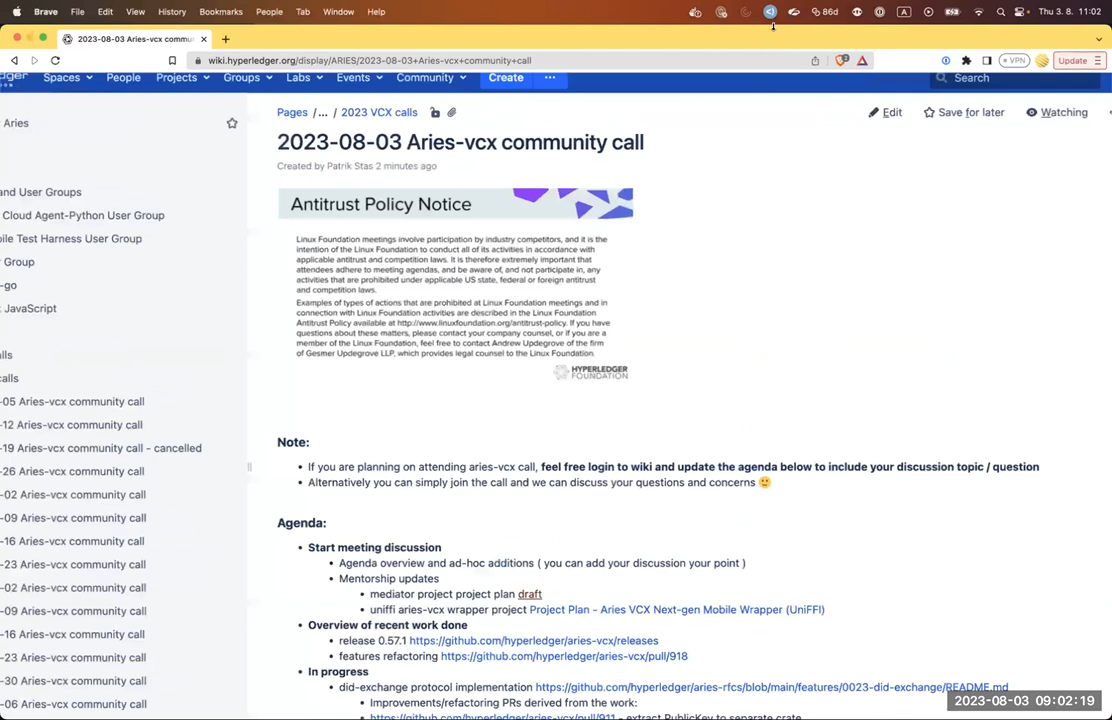 Brave File Edit View History Bookmarks People Tab Window Help 86d A Thu 3. 8. 11:02
2023-08-03 Aries-vcx commu
wiki.hyperledger.org/display/ARIES/2023-08-03+Aries-vcx+community+call VPN Update
dger Spaces People Projects Groups Labs Events Community Create ... Search
Aries
Pages /... / 2023 VCX calls Edit Save for later Watching
2023-08-03 Aries-vcx community call
Created by Patrik Stas 2 minutes ago
Antitrust Policy Notice
Linux Foundation meetings involve participation by industry competitors, and it is the
intention of the Linux Foundation to conduct all of its activities in accordance with
applicable antitrust and competition laws. It is therefore extremely important that
attendees adhere to meeting agendas, and be aware of, and not participate in, any
activities that are prohibited under applicable US state, federal or foreign antitrust
and competition laws.
Examples of types of actions that are prohibited at Linux Foundation meetings and in
connection with Linux Foundation activities are described in the Linux Foundation
Antitrust Policy available at http://www.linuxfoundation.org/antitrust-policy. If you have
questions about these matters, please contact your company counsel, or if you are a
member of the Linux Foundation, feel free to contact Andrew Updegrove of the firm
of Gesmer Updegrove LLP, which provides legal counsel to the Linux Foundation.
HYPERLEDGER
FOUNDATION
and User Groups
Cloud Agent-Python User Group
ile Test Harness User Group
Group
-go
JavaScript
lls
calls
-05 Aries-vcx community call
-12 Aries-vcx community call
-19 Aries-vcx community call - cancelled
-26 Aries-vcx community call
-02 Aries-vcx community call
-09 Aries-vcx community call
-16 Aries-vcx community call
-23 Aries-vcx community call
-02 Aries-vcx community call
-09 Aries-vcx community call
-16 Aries-vcx community call
-23 Aries-vcx community call
-30 Aries-vcx community call
-06 Aries-vcx community call
Note:
• If you are planning on attending aries-vcx call, feel free login to wiki and update the agenda below to include your discussion topic / question
• Alternatively you can simply join the call and we can discuss your questions and concerns 🙂
Agenda:
• Start meeting discussion
• Agenda overview and ad-hoc additions ( you can add your discussion your point )
• Mentorship updates
• mediator project project plan draft
• uniffi aries-vcx wrapper project Project Plan - Aries VCX Next-gen Mobile Wrapper (UniFFI)
• Overview of recent work done
• release 0.57.1 https://github.com/hyperledger/aries-vcx/releases
• features refactoring https://github.com/hyperledger/aries-vcx/pull/918
• In progress
• did-exchange protocol implementation https://github.com/hyperledger/aries-rfcs/blob/main/features/0023-did-exchange/README.md
• Improvements/refactoring PRs derived from the work:
• https://github.com/hyperledger/aries-vcx/pull/911 - extract PublicKey to separate crate
2023-08-03 09:02:19